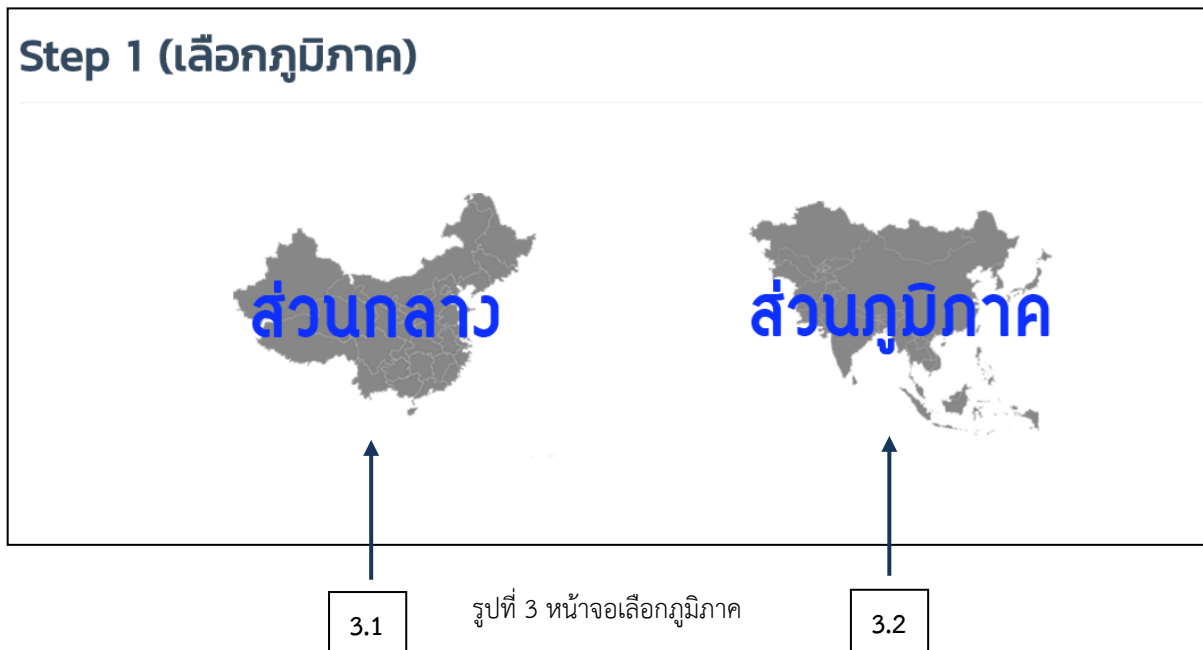 Step 1 (เลือกภูมิภาค)
ส่วนกลาง
ส่วนภูมิภาค
รูปที่ 3 หน้าจอเลือกภูมิภาค
3.1
3.2